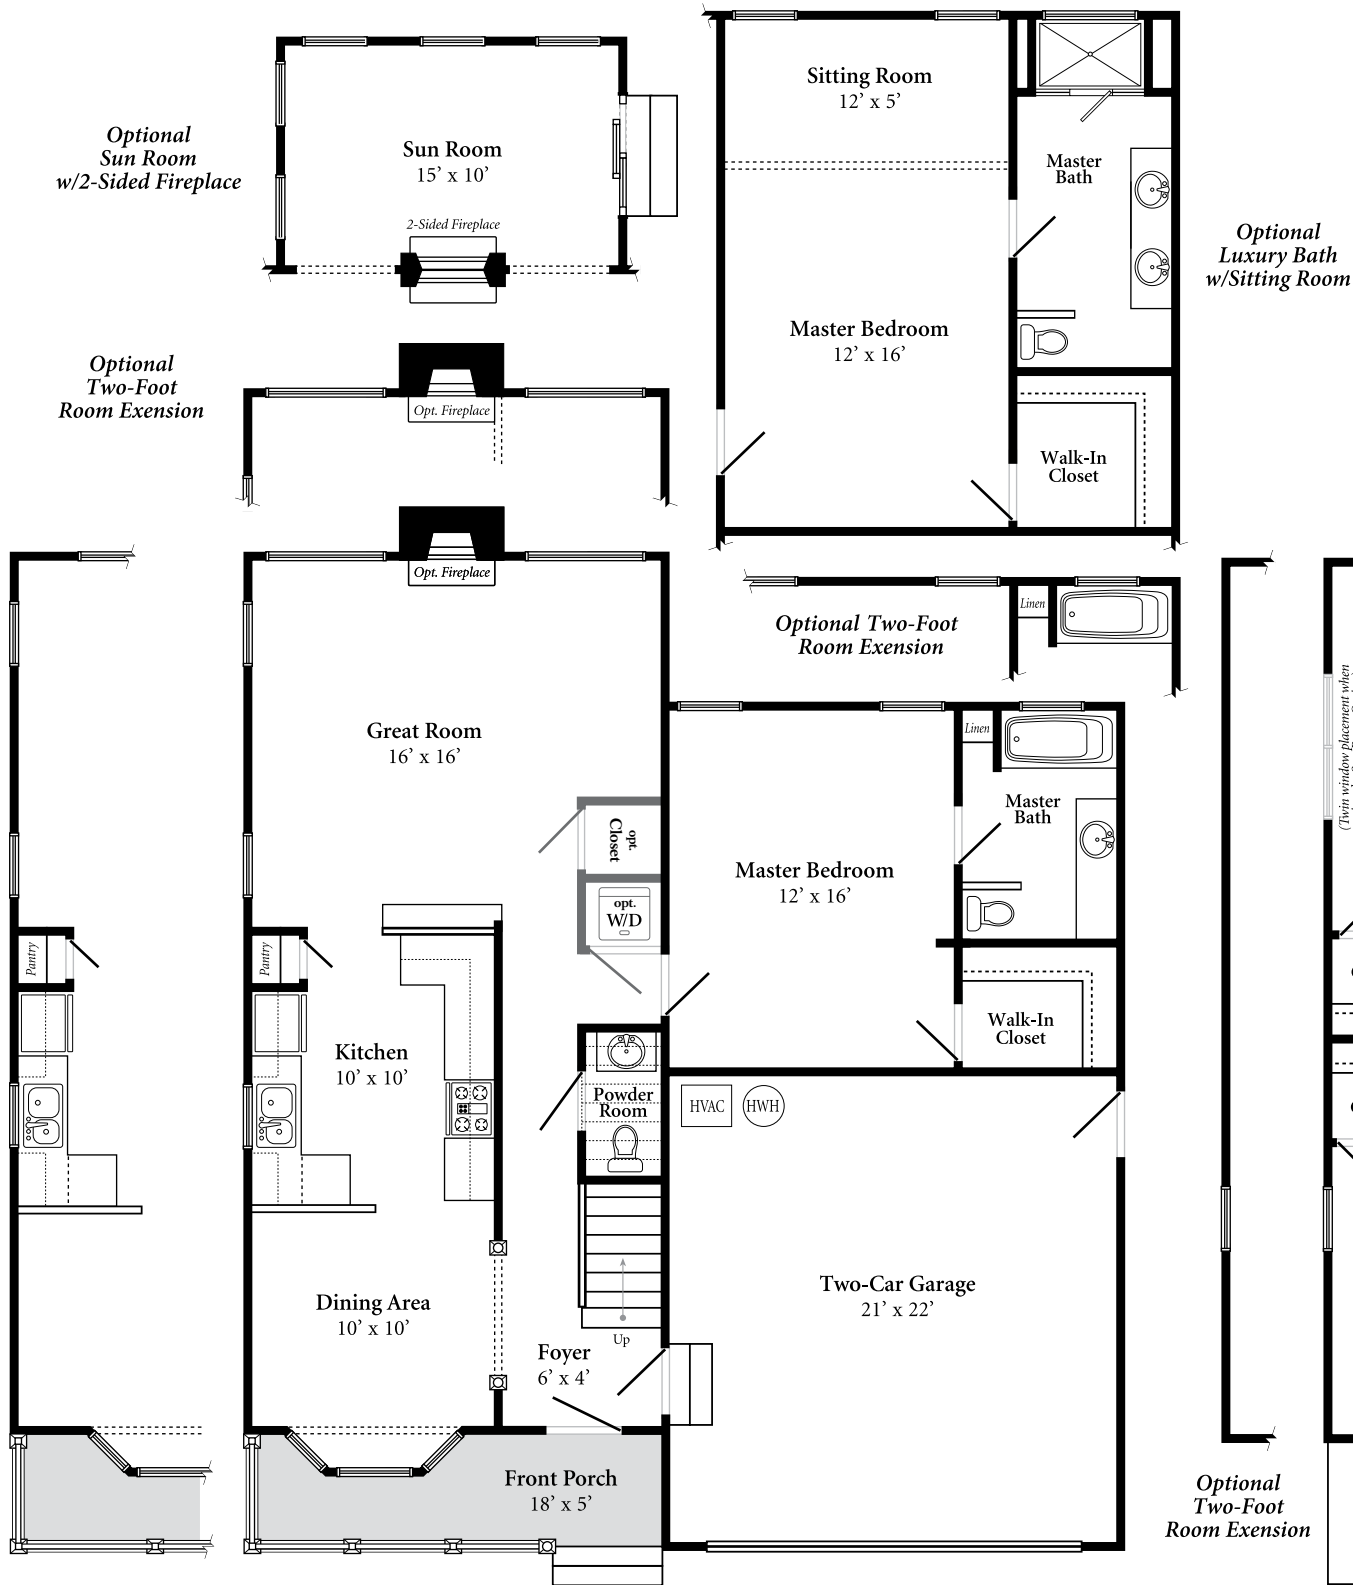 Optional
Sun Room
w/2-Sided Fireplace
Sun Room
15’ x 10’
2-Sided Fireplace
Sitting Room
12’ x 5’
Master
Bath
Master Bedroom
12’ x 16’
Walk-In
Closet
Optional
Luxury Bath
w/Sitting Room
Optional
Two-Foot
Room Exension
Opt. Fireplace
Opt. Fireplace
Optional Two-Foot
Room Exension
Linen
Great Room
16’ x 16’
opt.
Closet
opt.
W/D
Master Bedroom
12’ x 16’
Linen
Master
Bath
Walk-In
Closet
(Twin window placement when
Pantry
Pantry
Kitchen
10’ x 10’
Powder
Room
HVAC
HWH
Dining Area
10’ x 10’
Up
Foyer
6’ x 4’
Two-Car Garage
21’ x 22’
Front Porch
18’ x 5’
Optional
Two-Foot
Room Exension